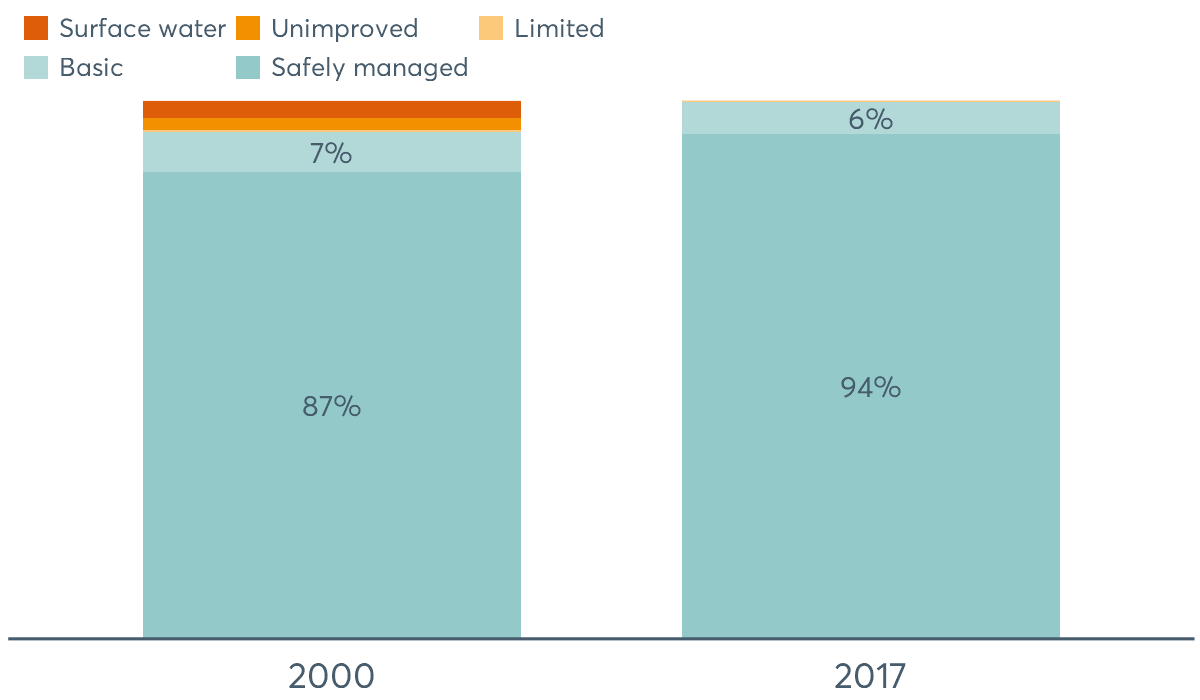 Surface water Unimproved Limited
Basic Safely managed
6%
7%
94%
87%
2000 2017